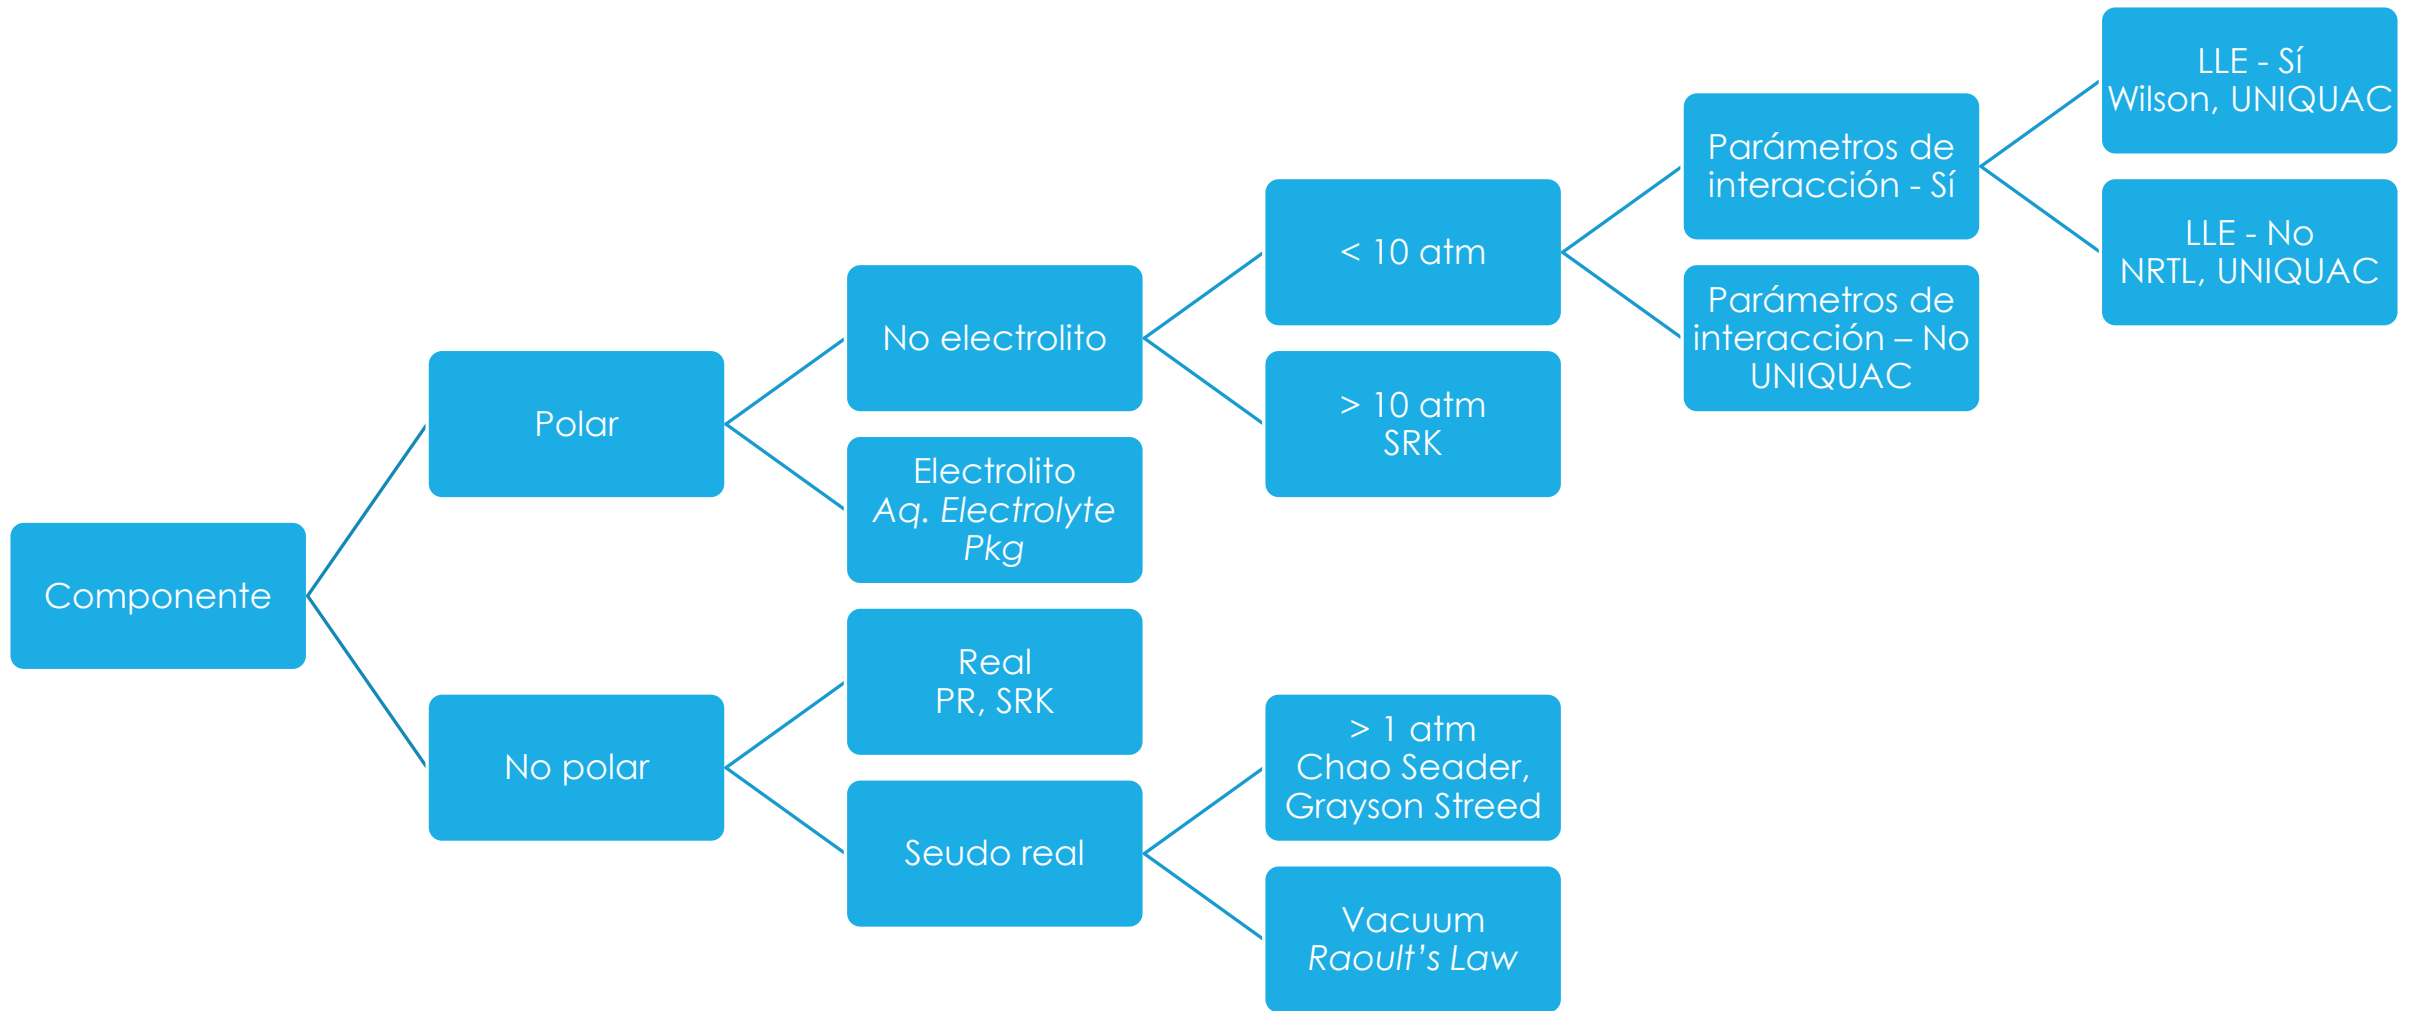 Componente
Polar
No electrolito
< 10 atm
Parámetros de
interacción - Sí
LLE - Sí
Wilson, UNIQUAC
LLE - No
NRTL, UNIQUAC
Parámetros de
interacción – No
UNIQUAC
> 10 atm
SRK
Electrolito
Aq. Electrolyte
Pkg
No polar
Real
PR, SRK
Seudo real
> 1 atm
Chao Seader,
Grayson Streed
Vacuum
Raoult’s Law